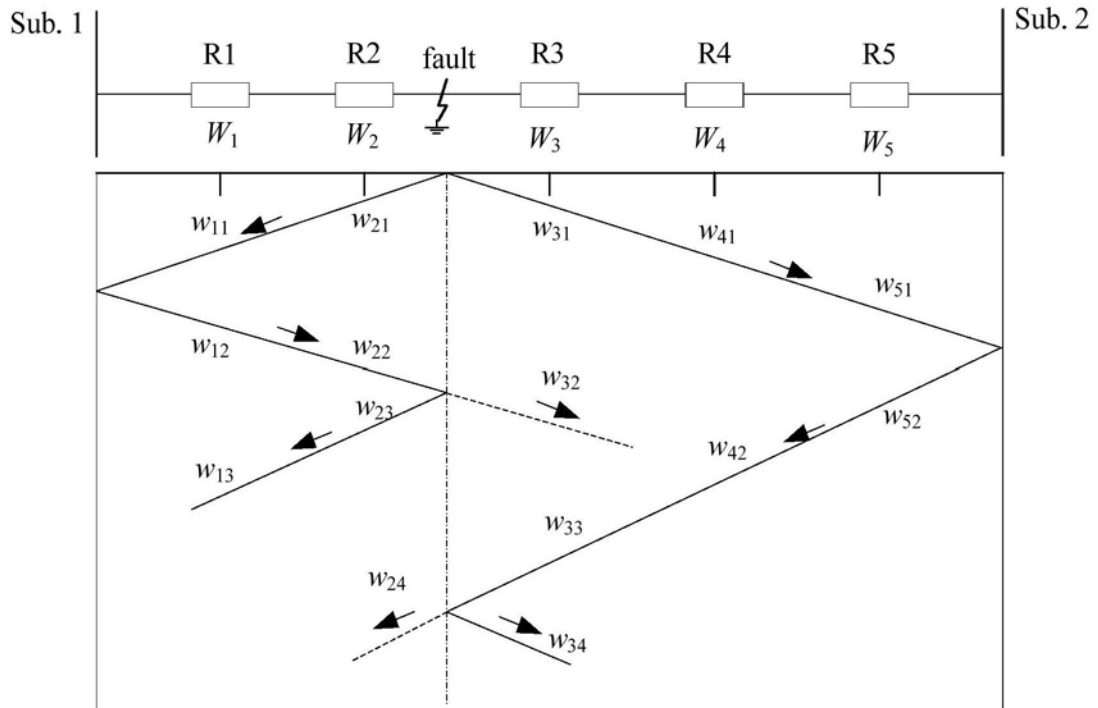 Sub. 1
Sub. 2
R1 R2 fault R3 R4 R5
W₁ W₂ W₃ W₄ W₅
w₁₁ w₂₁ w₃₁ w₄₁
w₅₁
w₁₂ w₂₂ w₃₂
w₂₃ w₅₂
w₄₂
w₁₃
w₃₃
w₂₄
w₃₄